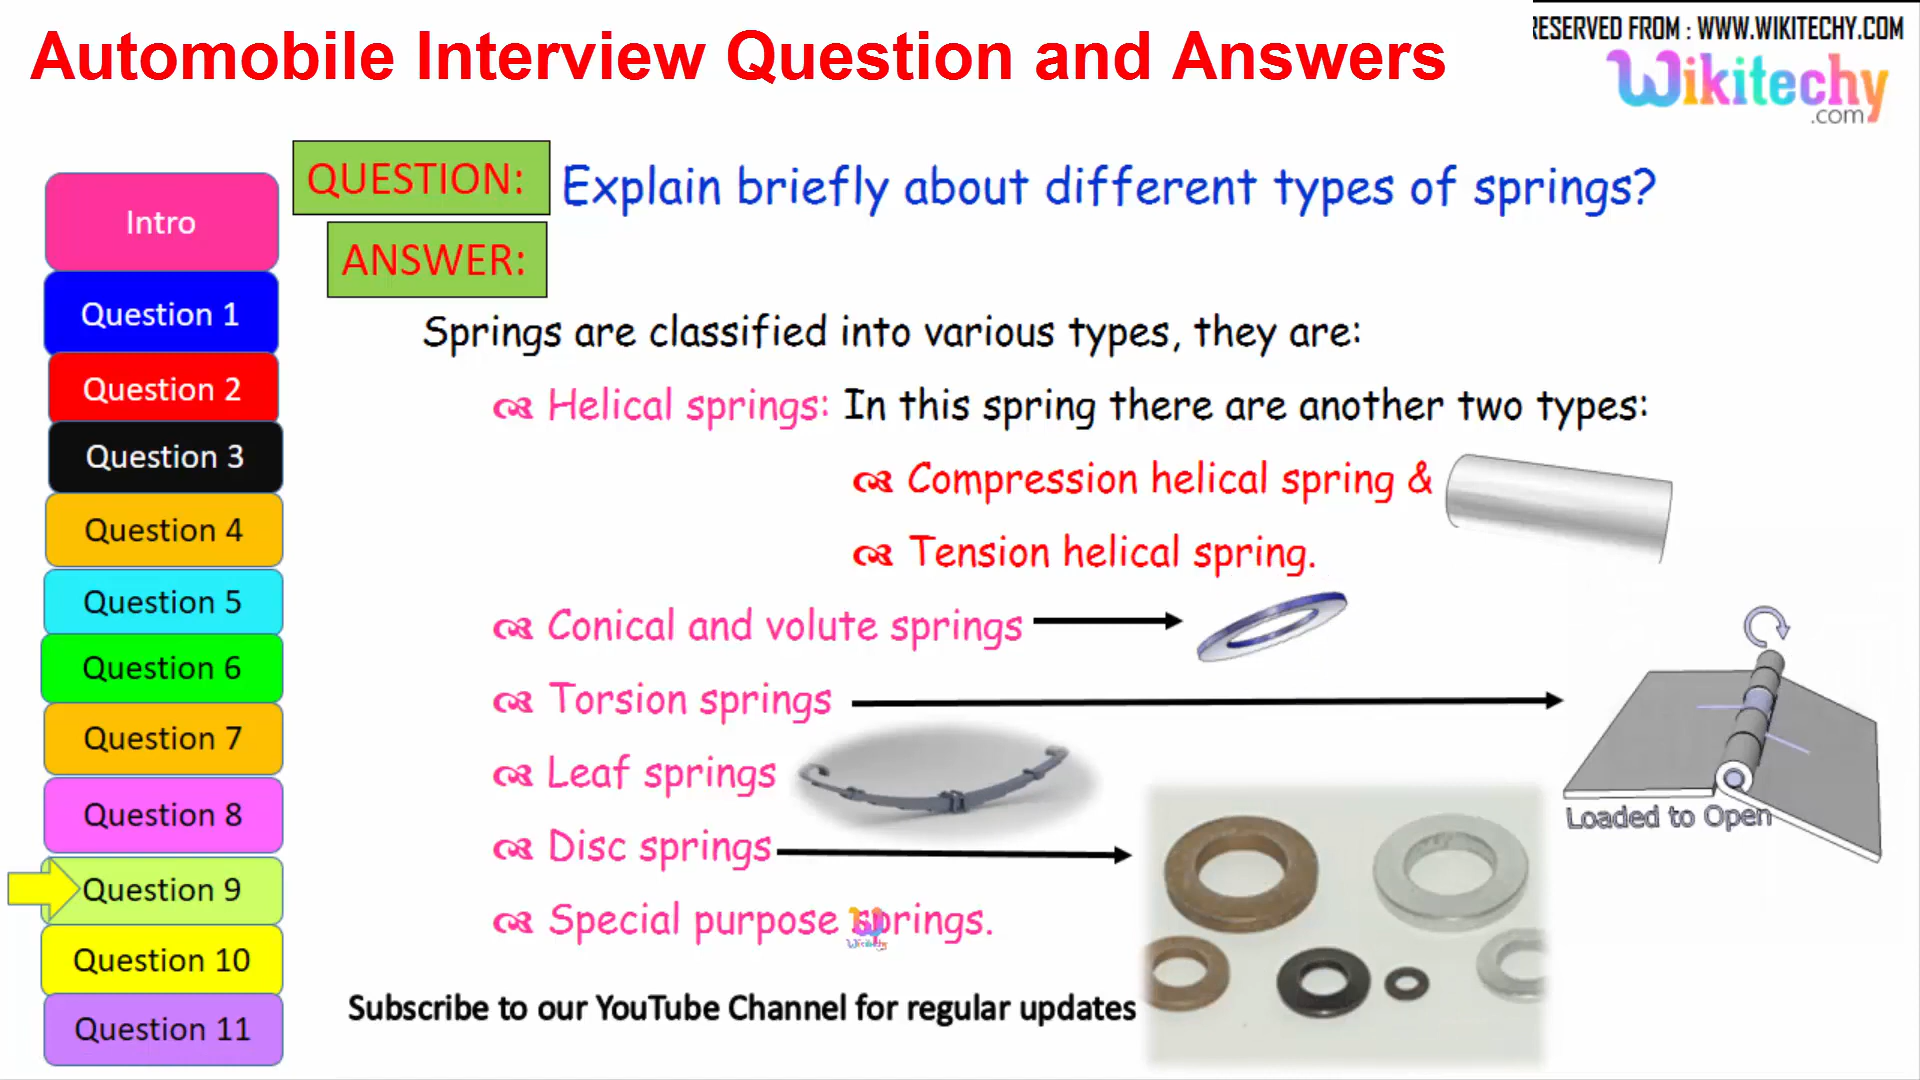 Automobile Interview Question and Answers
RESERVED FROM : WWW.WIKITECHY.COM
Wikitechy
.com
QUESTION: Explain briefly about different types of springs?
ANSWER:
Springs are classified into various types, they are:
Helical springs: In this spring there are another two types:
Compression helical spring &
Tension helical spring.
Conical and volute springs
Torsion springs
Leaf springs
Loaded to Open
Disc springs
Special purpose springs.
Wikitechy
Subscribe to our YouTube Channel for regular updates
Intro
Question 1
Question 2
Question 3
Question 4
Question 5
Question 6
Question 7
Question 8
Question 9
Question 10
Question 11